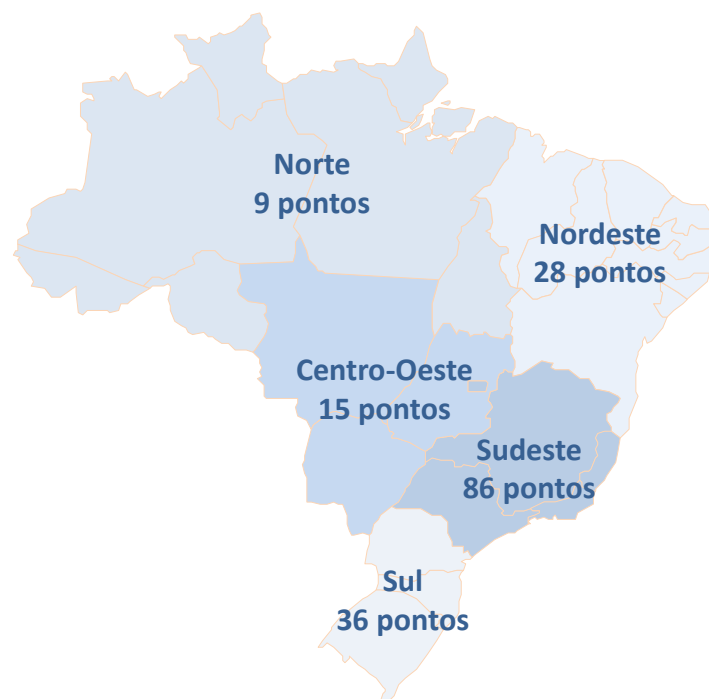 Norte
9 pontos
Nordeste
28 pontos
Centro-Oeste
15 pontos
Sudeste
86 pontos
Sul
36 pontos